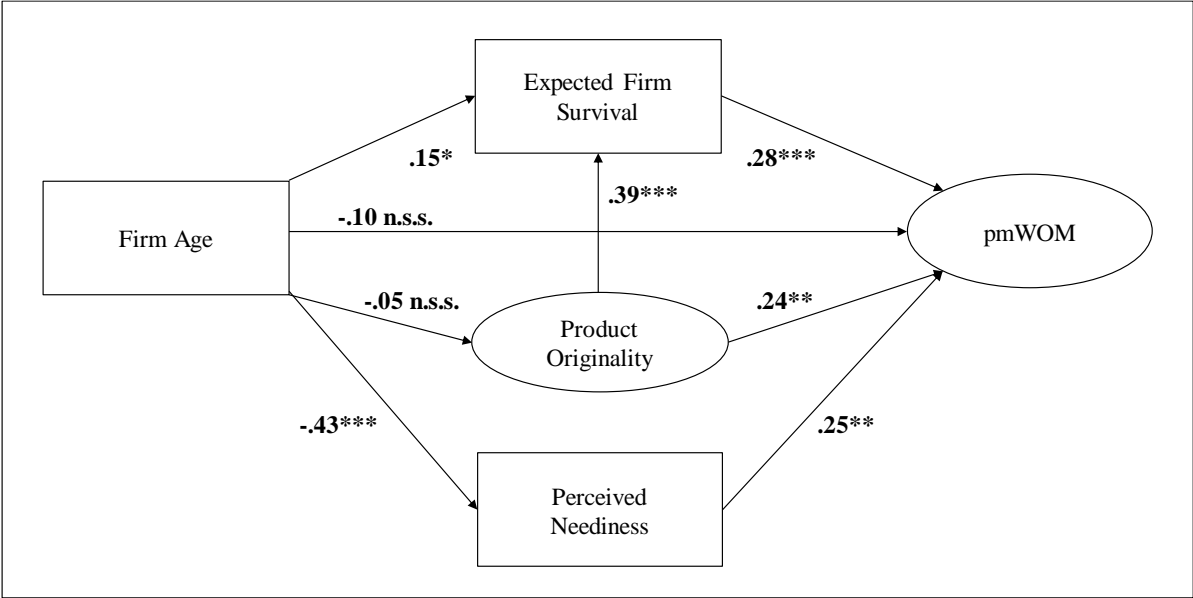 Expected Firm
Survival
.15*
.28***
.39***
Firm Age
-.10 n.s.s.
pmWOM
-.05 n.s.s.
.24**
Product
Originality
-.43***
.25**
Perceived
Neediness